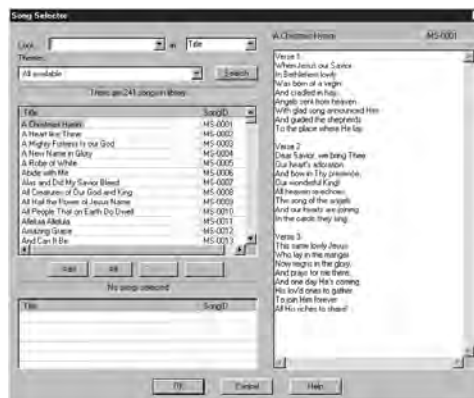 Song Selector
Look
in
Title
Themes
All available
Search
There are 241 songs in library
Title SongID
A Christmas Hymn MS-0001
A Heart like Thine MS-0002
A Mighty Fortress Is our God MS-0003
A New Name in Glory MS-0004
A Robe of White MS-0005
Abide with Me MS-0006
Alas and Did My Savior Bleed MS-0007
All Creatures of Our God and King MS-0008
All Hail the Power of Jesus Name MS-0009
All People That on Earth Do Dwell MS-0010
Alleluia Alleluia MS-0011
Amazing Grace MS-0012
And Can It Be MS-0013
Add
All
No songs selected
Title SongID
OK
Cancel
Help
A Christmas Hymn MS-0001
Verse 1
When Jesus our Savior
In Bethlehem lowly
Was born of a virgin
And cradled in hay,
Angels sent from heaven
With glad song announced Him
And guided the shepherds
To the place where He lay.
Verse 2
Dear Savior, we bring Thee
Our heart's adoration
And bow in Thy presence,
Our wonderful King!
All heaven re-echoes
The song of the angels
And our hearts are joining
In the carols they sing.
Verse 3
This same lowly Jesus
Who lay in the manger
Now reigns in the glory,
And prays for me there,
And one day He's coming,
His lov'd ones to gather
To join Him forever
All His riches to share!